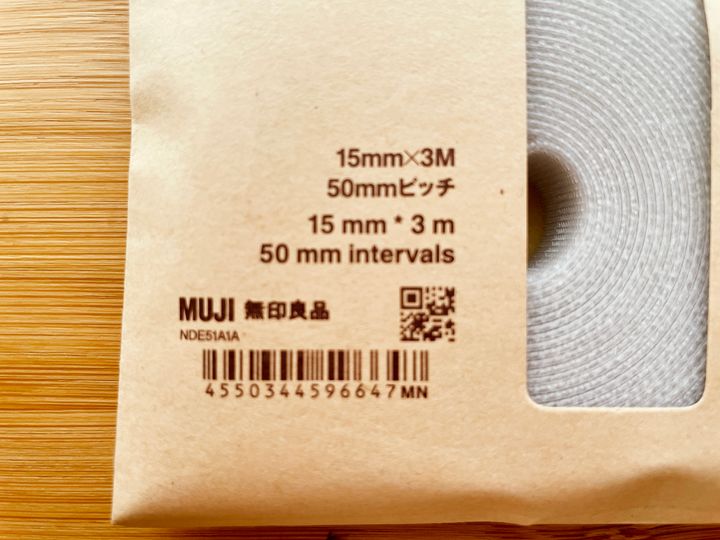 15mm×3M
50mmピッチ
15 mm * 3 m
50 mm intervals
MUJI 無印良品
NDE51A1A
4550344596647MN